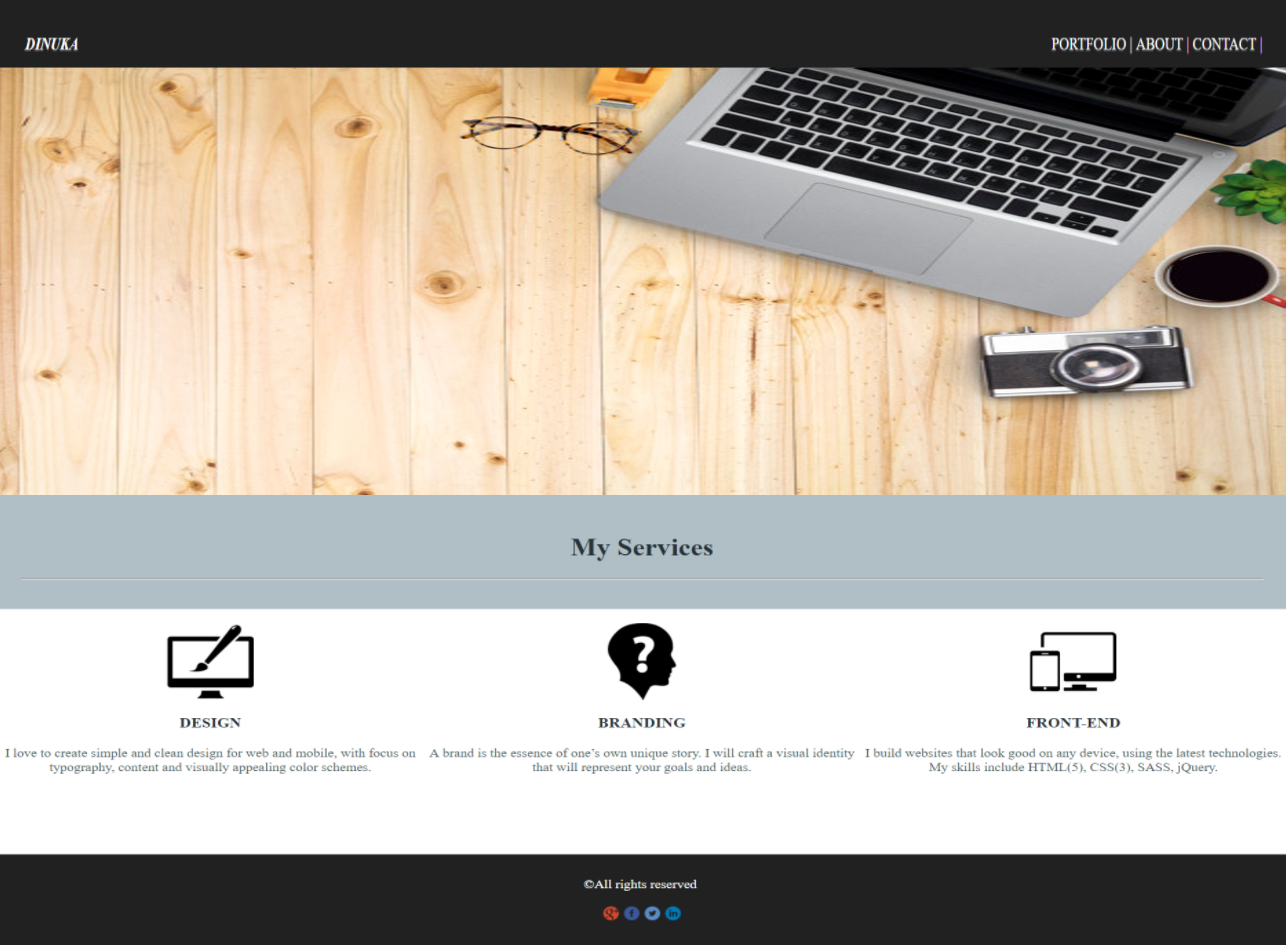 DINUKA
PORTFOLIO | ABOUT | CONTACT |
My Services
?
DESIGN
I love to create simple and clean design for web and mobile, with focus on
typography, content and visually appealing color schemes.
BRANDING
A brand is the essence of one’s own unique story. I will craft a visual identity
that will represent your goals and ideas.
FRONT-END
I build websites that look good on any device, using the latest technologies.
My skills include HTML(5), CSS(3), SASS, jQuery.
©All rights reserved